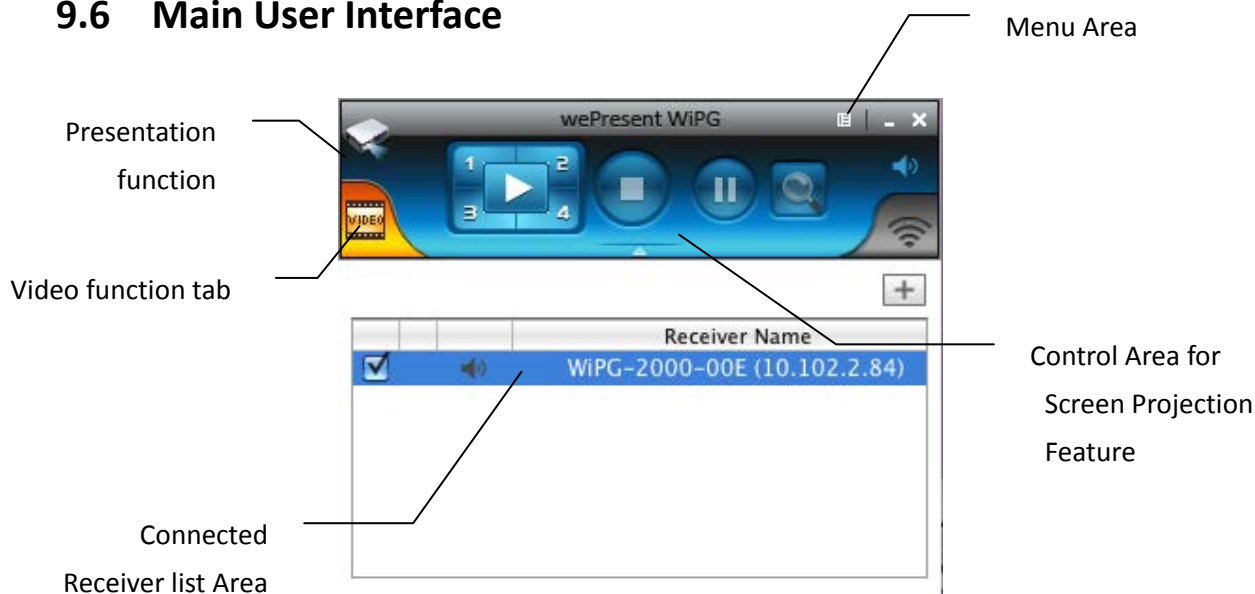 9.6 Main User Interface
Menu Area
wePresent WiPG
Presentation
function
1 2
3 4
VIDEO
Video function tab
Receiver Name
WiPG-2000-00E (10.102.2.84)
Control Area for
Screen Projection
Feature
Connected
Receiver list Area